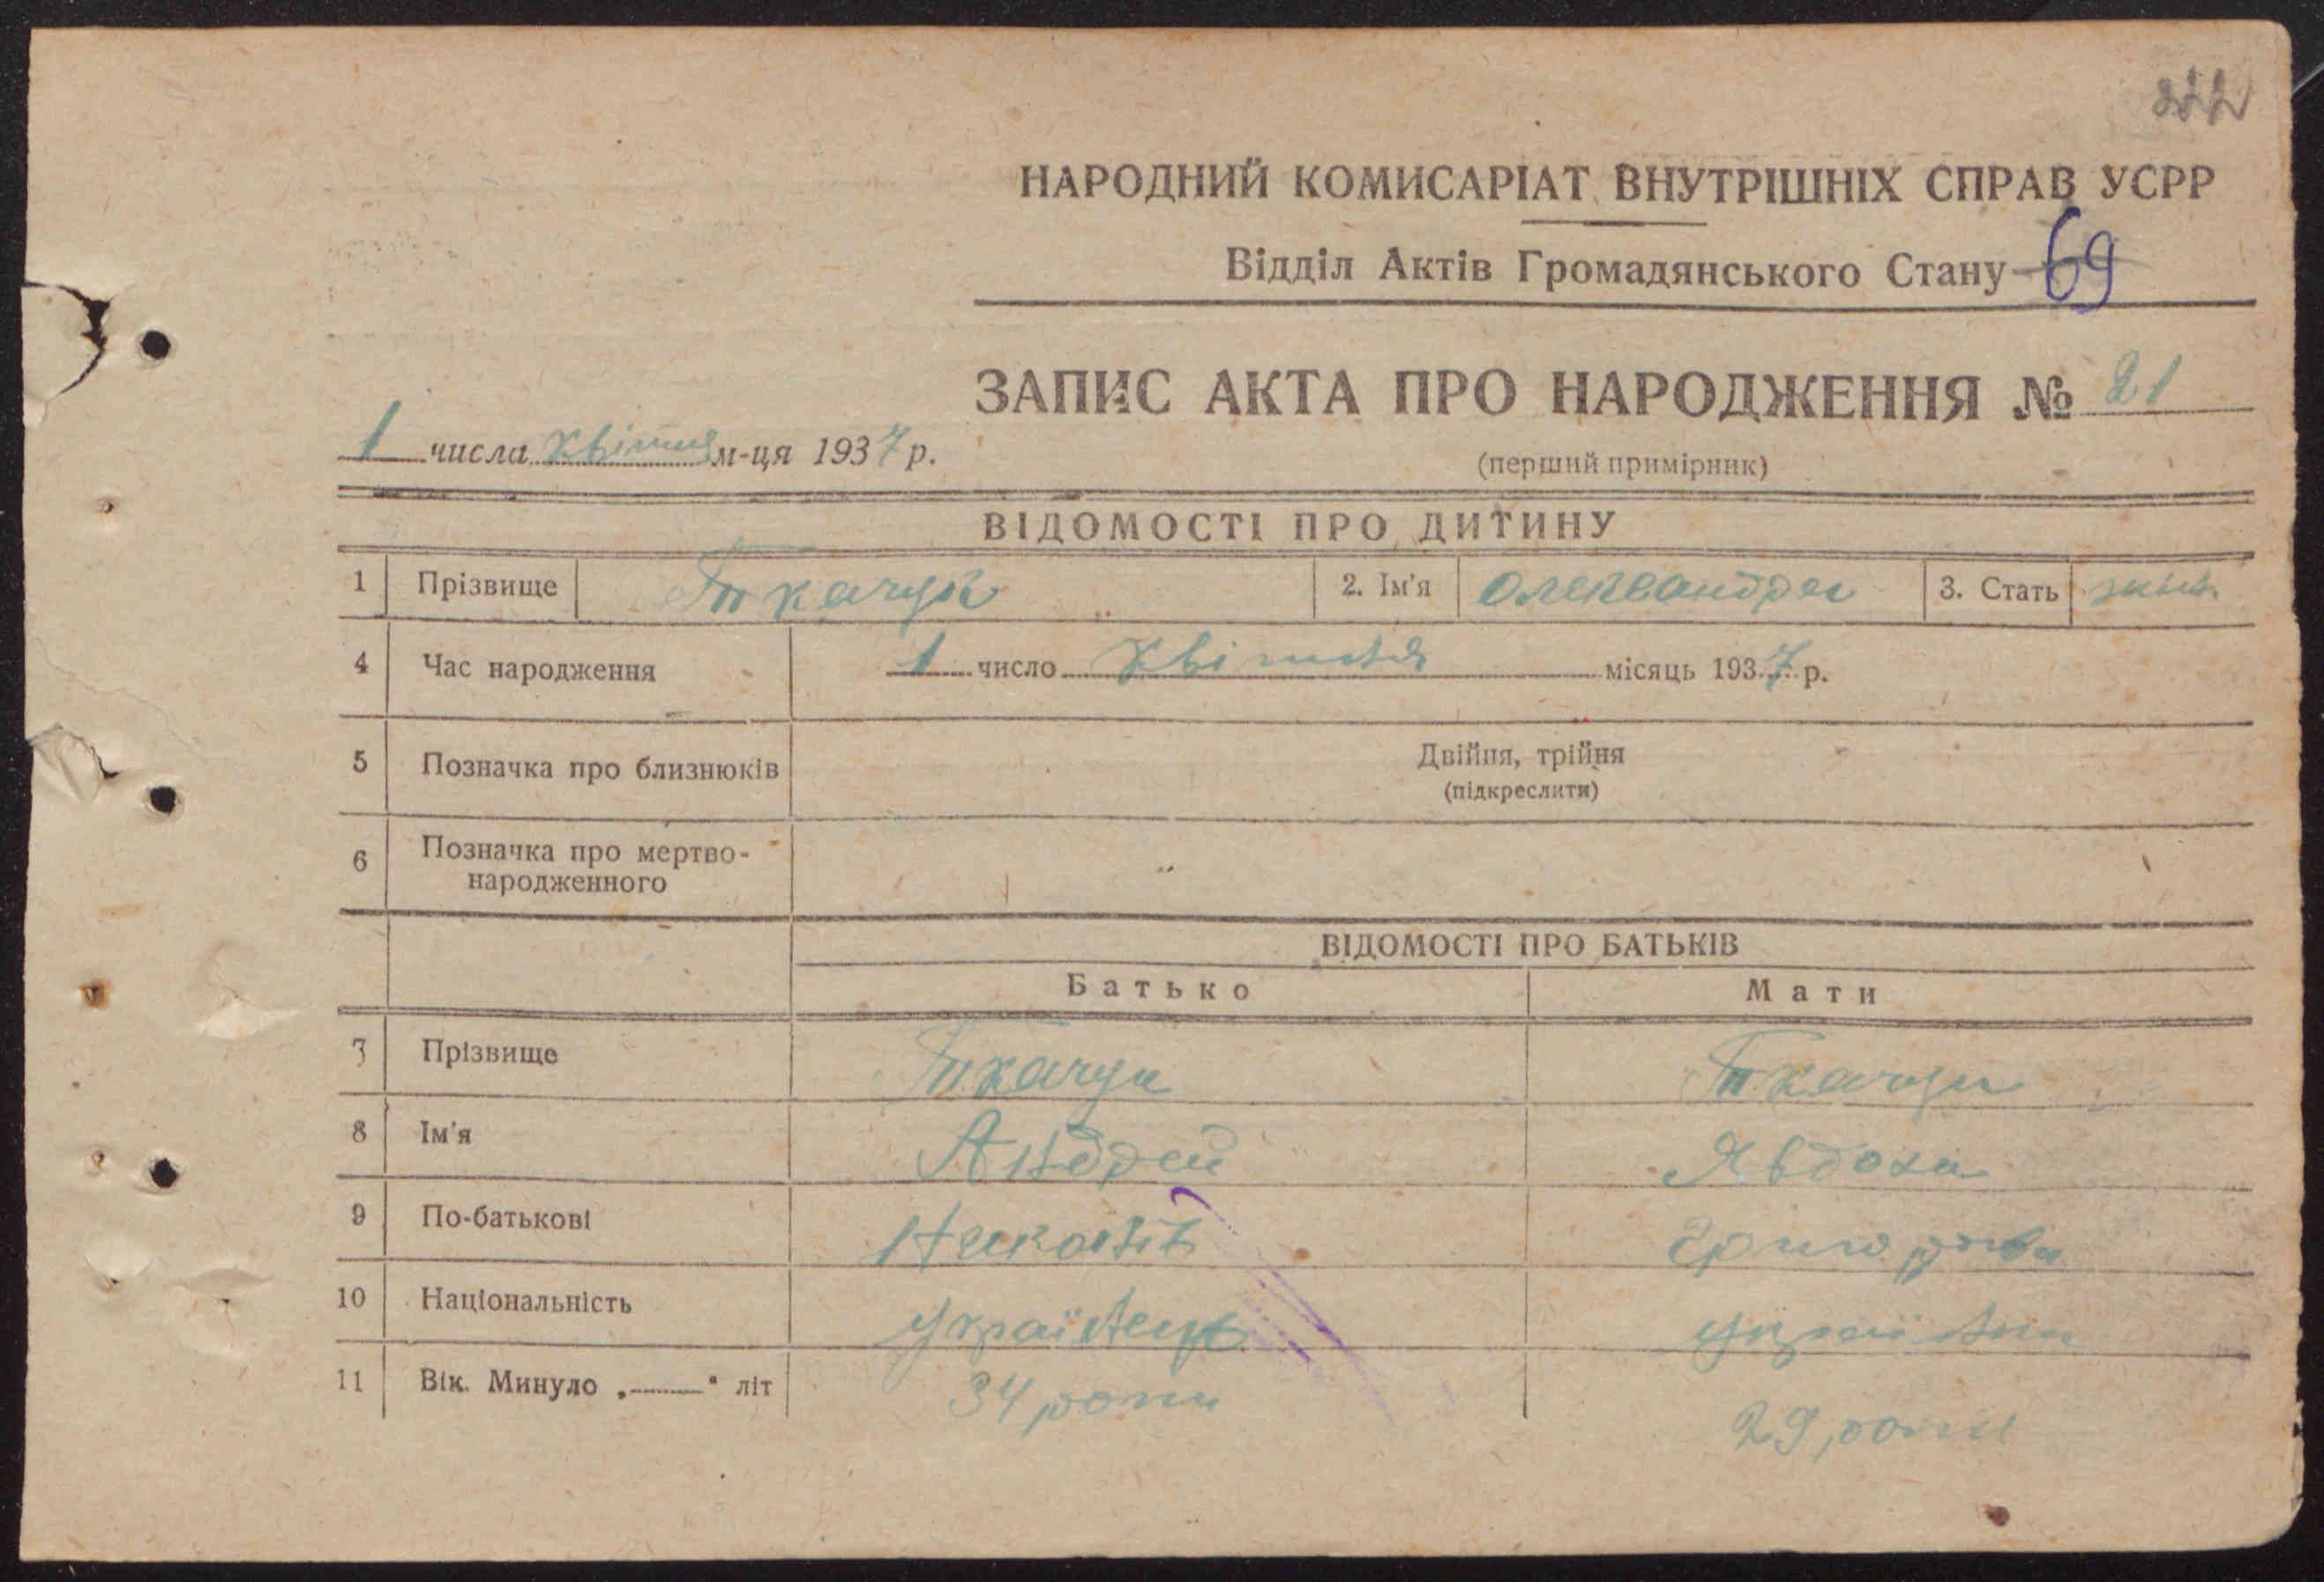 НАРОДНИЙ КОМИСАРІАТ ВНУТРІШНІХ СПРАВ УСРР
Відділ Актів Громадянського Стану 69
ЗАПИС АКТА ПРО НАРОДЖЕННЯ № 21
1 числа квітня м-ця 1937 р.
(перший примірник)
ВІДОМОСТІ ПРО ДИТИНУ
1 Прізвище Ткачук 2. Ім'я Олександра 3. Стать жіноч.
4 Час народження 1 число квітня місяць 1937 р.
5 Позначка про близнюків Двійня, трійня
(підкреслити)
6 Позначка про мертво-
народженного
ВІДОМОСТІ ПРО БАТЬКІВ
Батько Мати
7 Прізвище Ткачук Ткачук
8 Ім'я Андрей Явдоха
9 По-батькові
10 Національність Українець
11 Вік. Минуло „ “ літ 34 роки 29 роки